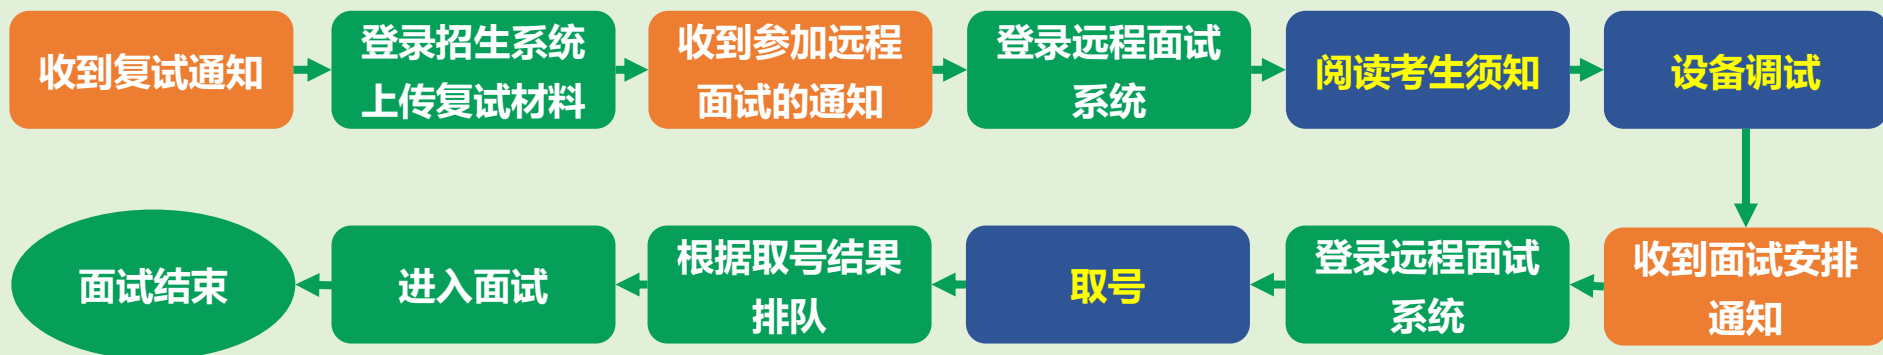 收到复试通知
登录招生系统
上传复试材料
收到参加远程
面试的通知
登录远程面试
系统
阅读考生须知
设备调试
收到面试安排
通知
登录远程面试
系统
取号
根据取号结果
排队
进入面试
面试结束